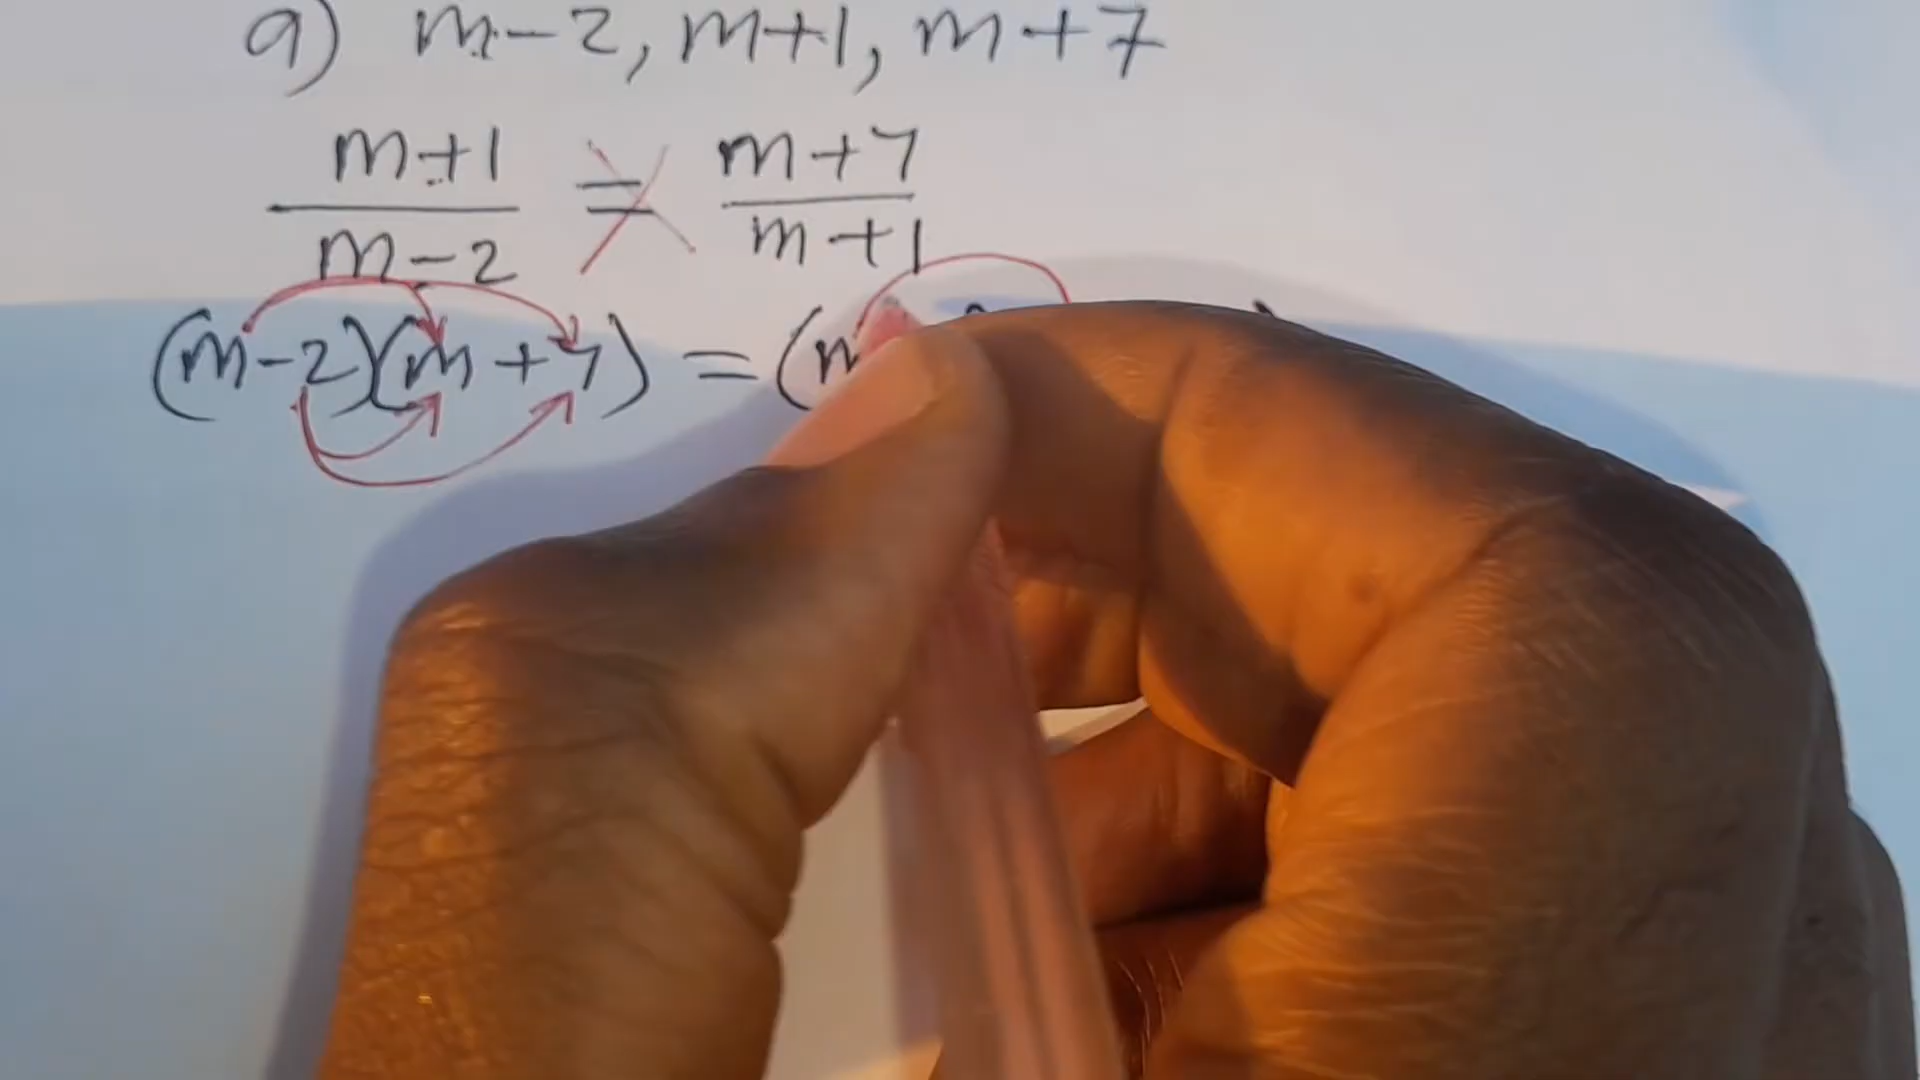 a) m-2, m+1, m+7
m+1 = m+7
m-2 m+1
(m-2)(m+7) = (m